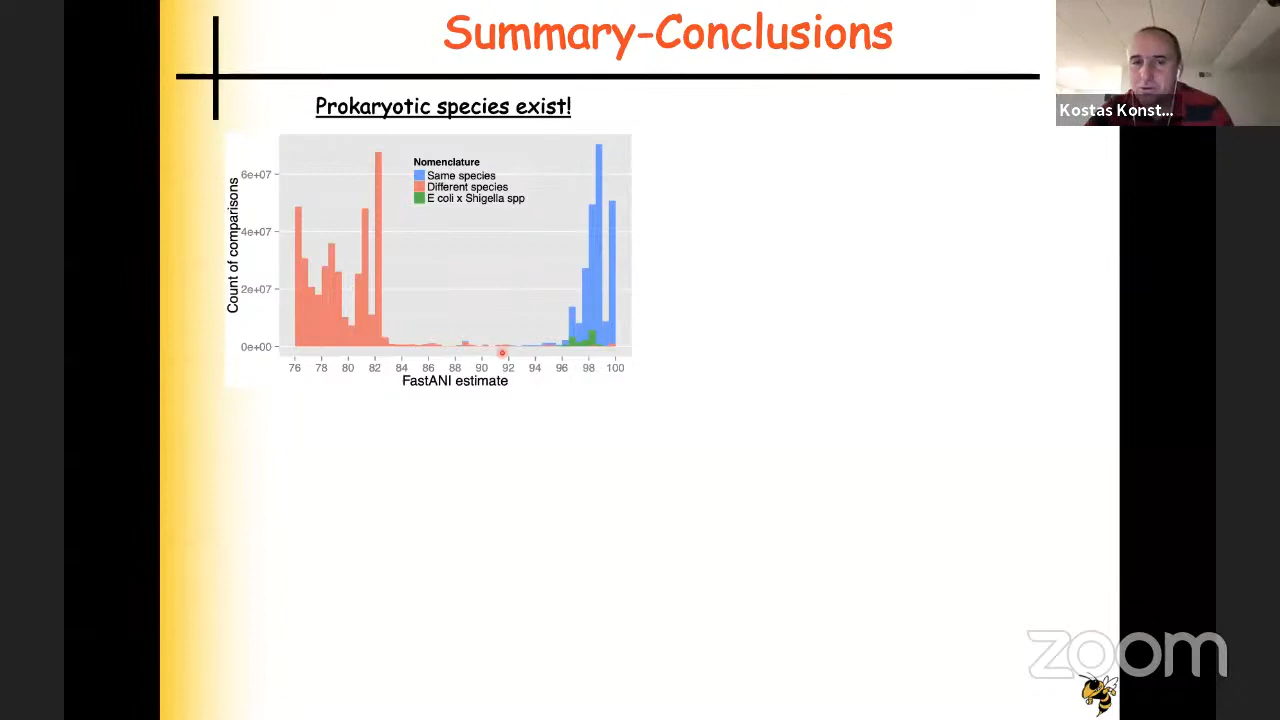 Summary-Conclusions
Kostas Konst...
Prokaryotic species exist!
Nomenclature
Same species
Different species
E coli x Shigella spp
Count of comparisons
6e+07
4e+07
2e+07
0e+00
76 78 80 82 84 86 88 90 92 94 96 98 100
FastANI estimate
zoom